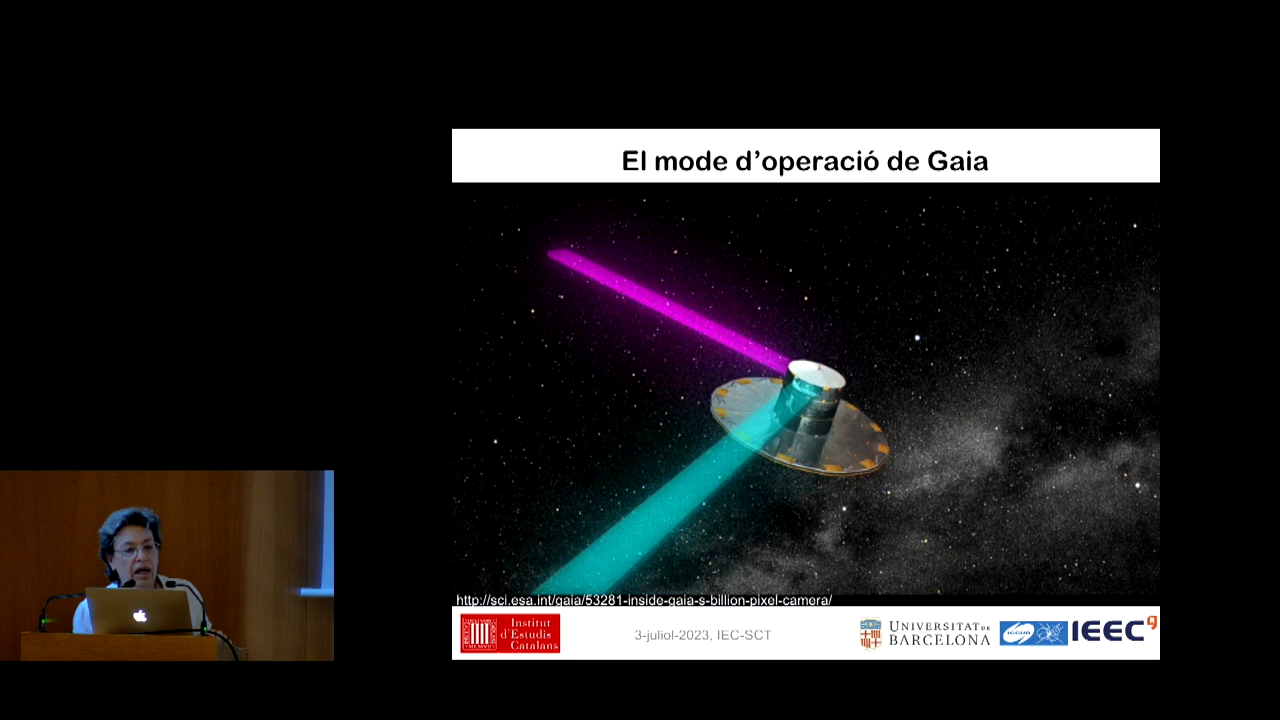 El mode d'operació de Gaia
http://sci.esa.int/gaia/53281-inside-gaia-s-billion-pixel-camera/
Institut
d'Estudis
Catalans
3-juliol-2023, IEC-SCT
UNIVERSITAT DE
BARCELONA
ICCUB
IEEC